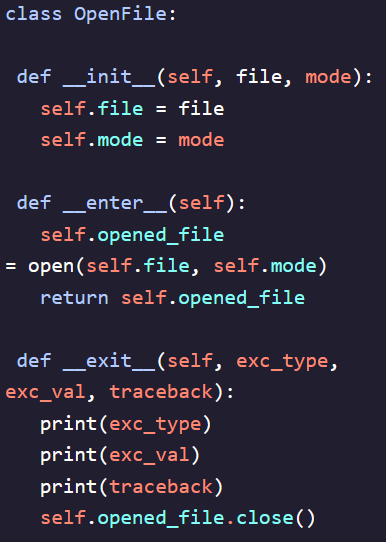 class OpenFile:
def __init__(self, file, mode):
self.file = file
self.mode = mode
def __enter__(self):
self.opened_file
= open(self.file, self.mode)
return self.opened_file
def __exit__(self, exc_type,
exc_val, traceback):
print(exc_type)
print(exc_val)
print(traceback)
self.opened_file.close()